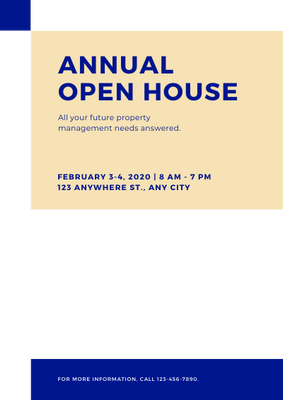 ANNUAL
OPEN HOUSE
All your future property
management needs answered.
FEBRUARY 3-4, 2020 | 8 AM - 7 PM
123 ANYWHERE ST., ANY CITY
FOR MORE INFORMATION, CALL 123-456-7890.